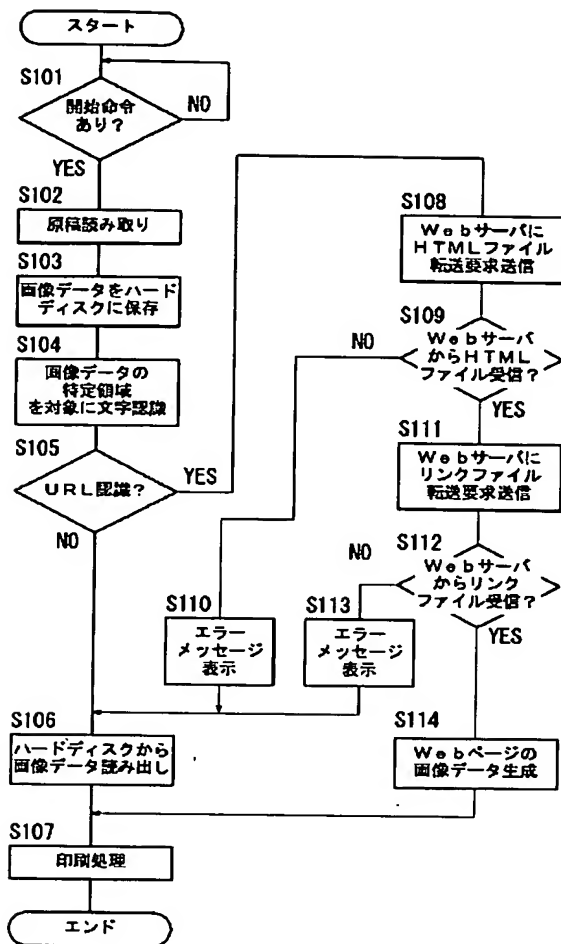 スタート
S101
開始命令
あり?
NO
YES
S102
原稿読み取り
S103
画像データをハード
ディスクに保存
S104
画像データの
特定領域
を対象に文字認識
S105
URL認識?
YES
NO
S108
Webサーバに
HTMLファイル
転送要求送信
S109
Webサーバ
からHTML
ファイル受信?
NO
YES
S111
Webサーバに
リンクファイル
転送要求送信
S112
Webサーバ
からリンク
ファイル受信?
NO
YES
S110
エラー
メッセージ
表示
S113
エラー
メッセージ
表示
S106
ハードディスクから
画像データ読み出し
S114
Webページの
画像データ生成
S107
印刷処理
エンド